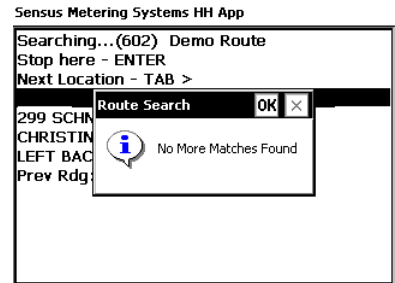 Sensus Metering Systems HH App
Searching...(602) Demo Route
Stop here - ENTER
Next Location - TAB >
Route Search OK
No More Matches Found
299 SCHN
CHRISTIN
LEFT BAC
Prev Rdg: